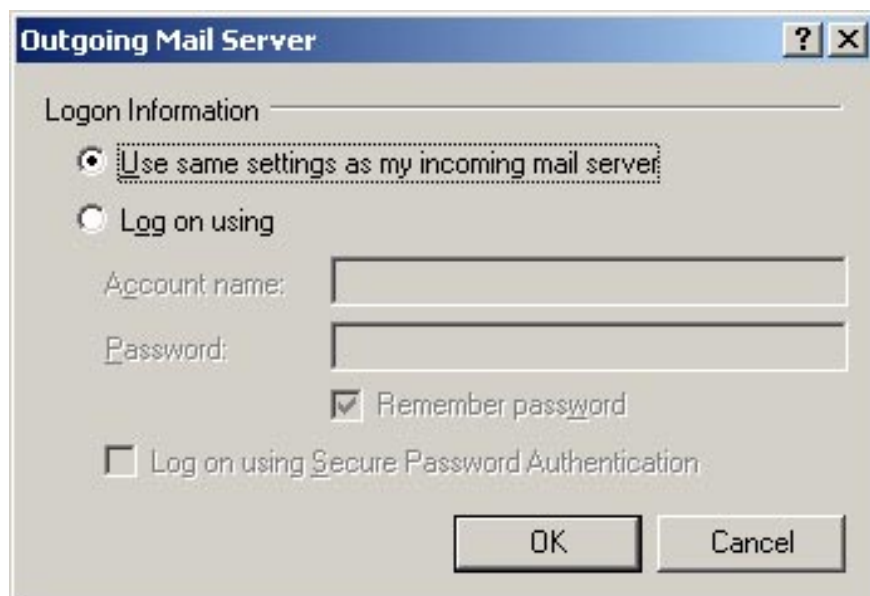 Outgoing Mail Server
Logon Information
Use same settings as my incoming mail server
Log on using
Account name:
Password:
Remember password
Log on using Secure Password Authentication
OK Cancel